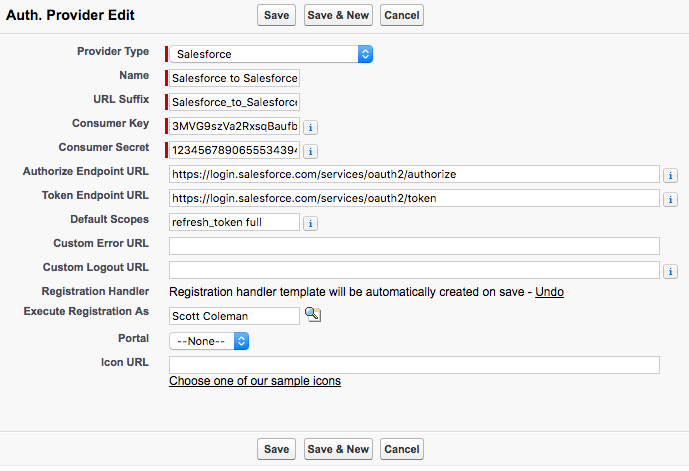 Auth. Provider Edit Save Save & New Cancel
Provider Type Salesforce
Name Salesforce to Salesforce
URL Suffix Salesforce_to_Salesforce
Consumer Key 3MVG9szVa2RxsqBaufb i
Consumer Secret 123456789065553439 i
Authorize Endpoint URL https://login.salesforce.com/services/oauth2/authorize i
Token Endpoint URL https://login.salesforce.com/services/oauth2/token i
Default Scopes refresh_token full i
Custom Error URL
Custom Logout URL i
Registration Handler Registration handler template will be automatically created on save - Undo
Execute Registration As Scott Coleman
Portal --None--
Icon URL
Choose one of our sample icons
Save Save & New Cancel